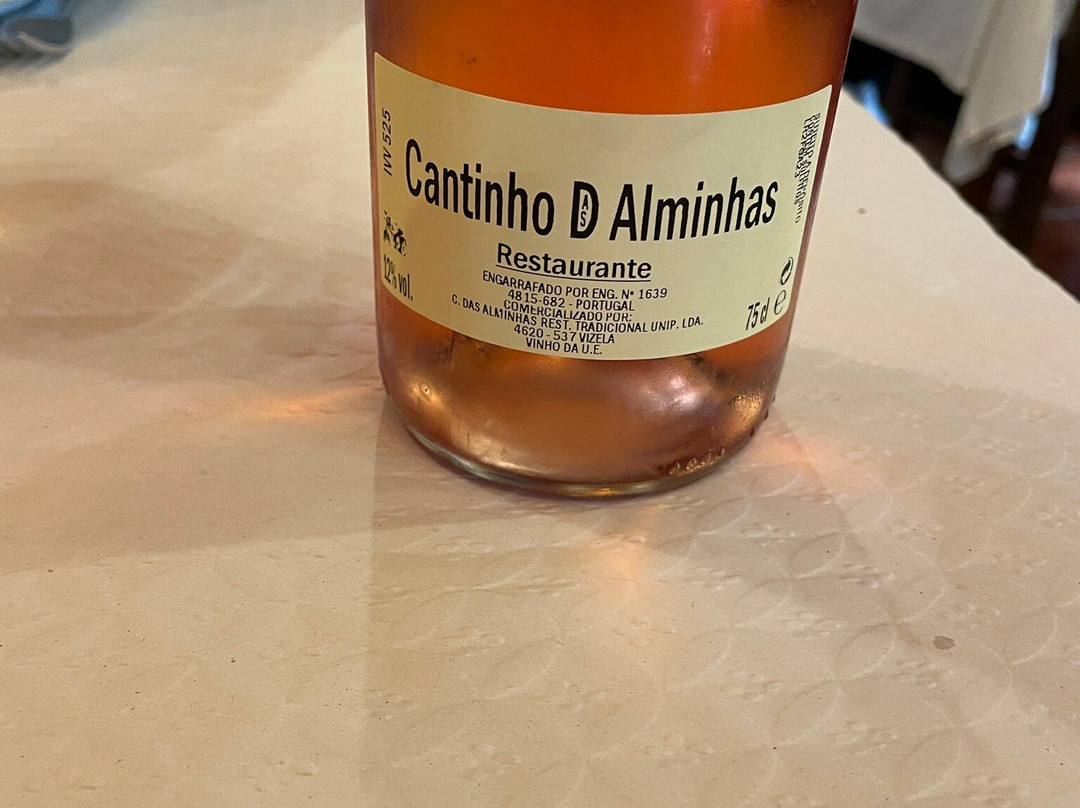 IVV 525
Cantinho DAS Alminhas
Restaurante
ENGARRAFADO POR ENG. Nº 1639
4815-682 - PORTUGAL
COMERCIALIZADO POR:
C. DAS ALMINHAS REST. TRADICIONAL UNIP. LDA.
4620 - 537 VIZELA
VINHO DA U.E.
12% vol.
75 cl e